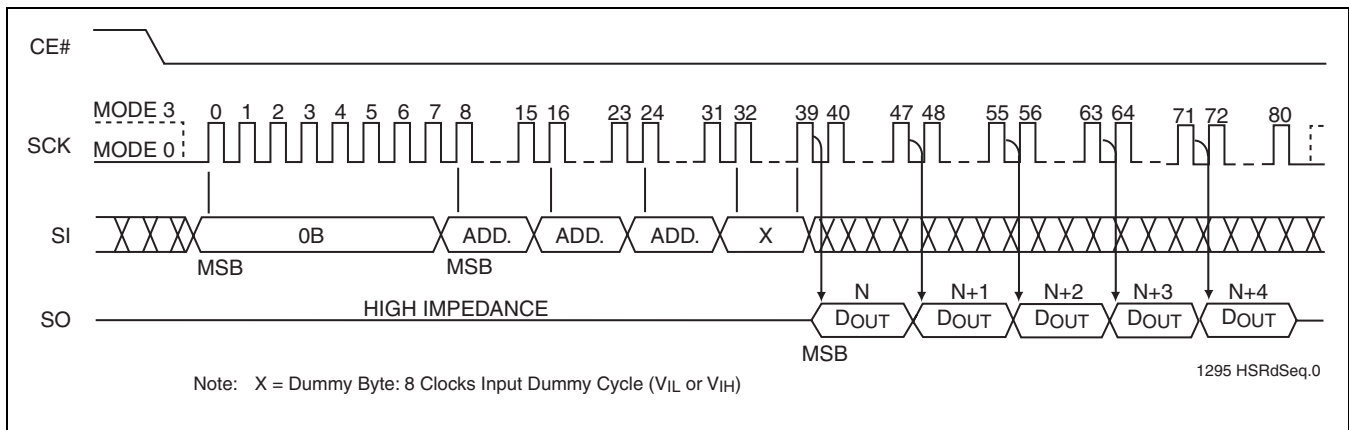 CE#
MODE 3 0 1 2 3 4 5 6 7 8 15 16 23 24 31 32 39 40 47 48 55 56 63 64 71 72 80
SCK MODE 0
SI 0B ADD. ADD. ADD. X
MSB MSB
N N+1 N+2 N+3 N+4
SO HIGH IMPEDANCE DOUT DOUT DOUT DOUT DOUT
MSB
1295 HSRdSeq.0
Note: X = Dummy Byte: 8 Clocks Input Dummy Cycle (VIL or VIH)